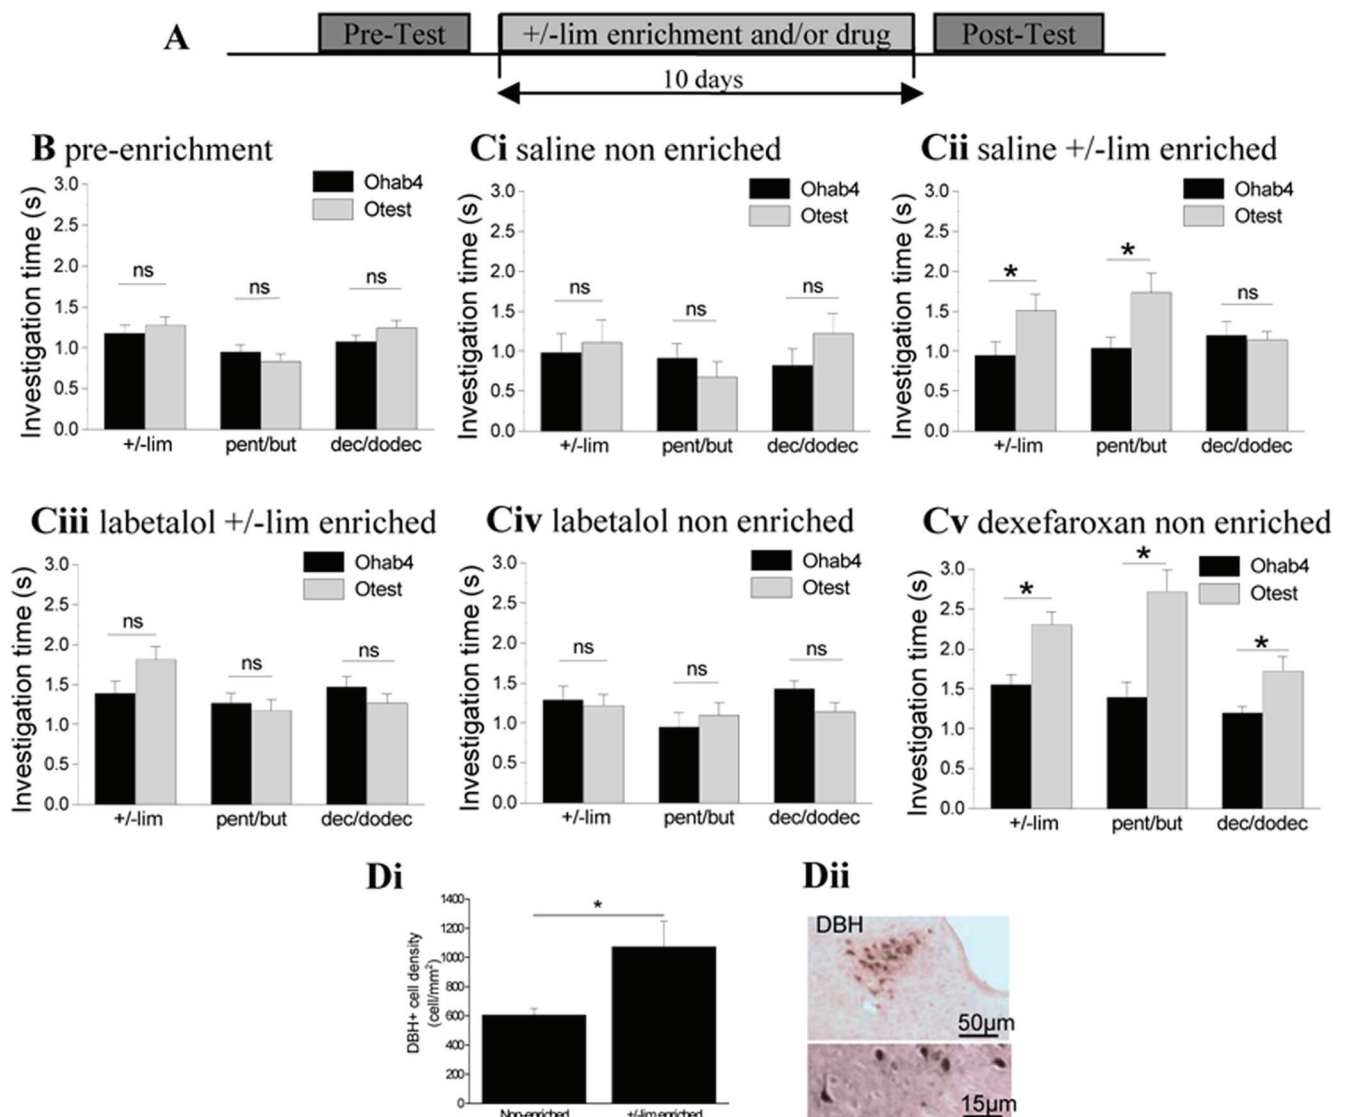 A
Pre-Test
+/-lim enrichment and/or drug
Post-Test
10 days
B pre-enrichment
Investigation time (s)
3.0
2.5
2.0
1.5
1.0
0.5
0.0
Ohab4
Otest
ns
ns
ns
+/-lim
pent/but
dec/dodec
Ci saline non enriched
Investigation time (s)
3.0
2.5
2.0
1.5
1.0
0.5
0.0
Ohab4
Otest
ns
ns
ns
+/-lim
pent/but
dec/dodec
Cii saline +/-lim enriched
Investigation time (s)
3.0
2.5
2.0
1.5
1.0
0.5
0.0
Ohab4
Otest
*
*
ns
+/-lim
pent/but
dec/dodec
Ciii labetalol +/-lim enriched
Investigation time (s)
3.0
2.5
2.0
1.5
1.0
0.5
0.0
Ohab4
Otest
ns
ns
ns
+/-lim
pent/but
dec/dodec
Civ labetalol non enriched
Investigation time (s)
3.0
2.5
2.0
1.5
1.0
0.5
0.0
Ohab4
Otest
ns
ns
ns
+/-lim
pent/but
dec/dodec
Cv dexefaroxan non enriched
Investigation time (s)
3.0
2.5
2.0
1.5
1.0
0.5
0.0
Ohab4
Otest
*
*
*
+/-lim
pent/but
dec/dodec
Di
DBH+ cell density
(cell/mm²)
1400
1200
1000
800
600
400
200
0
*
Non-enriched
+/-lim enriched
Dii
DBH
50µm
15µm